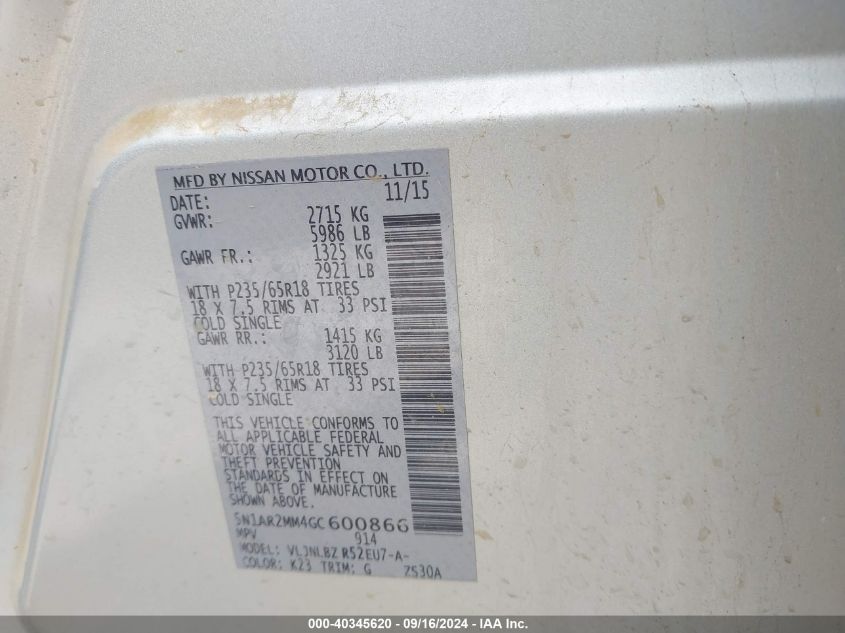 MFD BY NISSAN MOTOR CO., LTD.
DATE: 11/15
GVWR: 2715 KG
5986 LB
GAWR FR.: 1325 KG
2921 LB
WITH P235/65R18 TIRES
18 X 7.5 RIMS AT 33 PSI
COLD SINGLE
GAWR RR.: 1415 KG
3120 LB
WITH P235/65R18 TIRES
18 X 7.5 RIMS AT 33 PSI
COLD SINGLE
THIS VEHICLE CONFORMS TO
ALL APPLICABLE FEDERAL
MOTOR VEHICLE SAFETY AND
THEFT PREVENTION
STANDARDS IN EFFECT ON
THE DATE OF MANUFACTURE
SHOWN ABOVE.
5N1AR2MM4GC600866
MPV 914
MODEL: VLJNLBZ R52EU7-A-
COLOR: K23 TRIM: G ZS30A
000-40345620 - 09/16/2024 - IAA Inc.